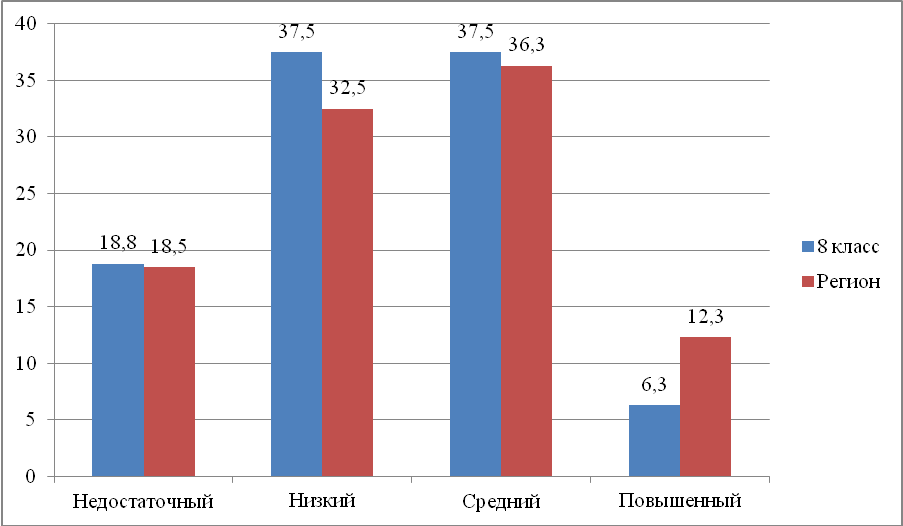 40
35
30
25
20
15
10
5
0
18,8
18,5
37,5
32,5
37,5
36,3
6,3
12,3
Недостаточный
Низкий
Средний
Повышенный
8 класс
Регион